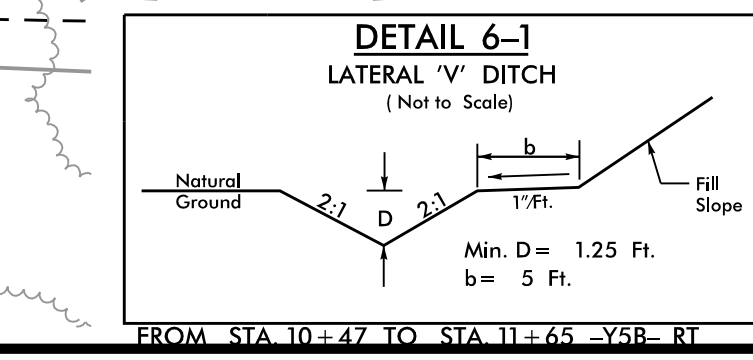 DETAIL 6–1
LATERAL 'V' DITCH
( Not to Scale)
b
Natural
Ground
2:1
D
2:1
1"/Ft.
Fill
Slope
Min. D= 1.25 Ft.
b= 5 Ft.
FROM STA. 10+47 TO STA. 11+65 –Y5B– RT